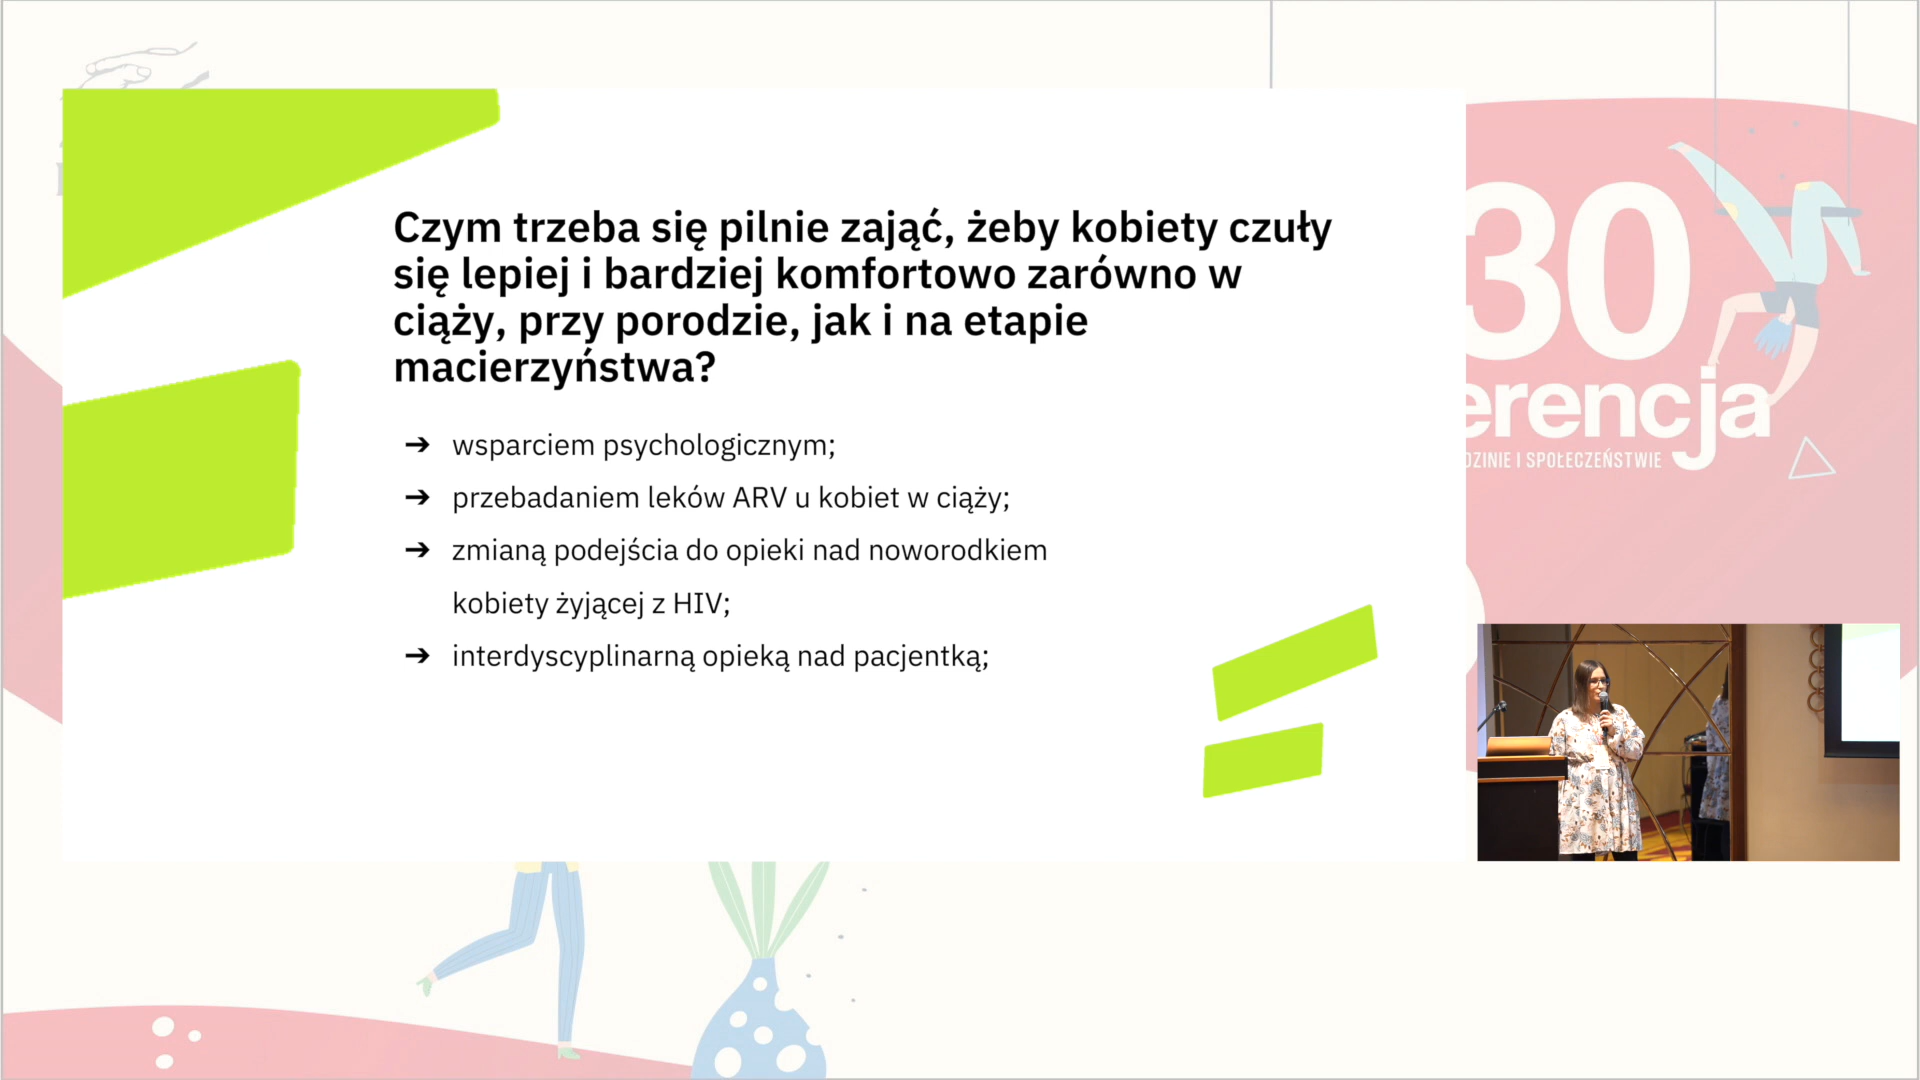 Czym trzeba się pilnie zająć, żeby kobiety czuły
się lepiej i bardziej komfortowo zarówno w
ciąży, przy porodzie, jak i na etapie
macierzyństwa?
➔ wsparciem psychologicznym;
➔ przebadaniem leków ARV u kobiet w ciąży;
➔ zmianą podejścia do opieki nad noworodkiem
kobiety żyjącej z HIV;
➔ interdyscyplinarną opieką nad pacjentką;
30
erencja
DZINIE I SPOŁECZEŃSTWIE